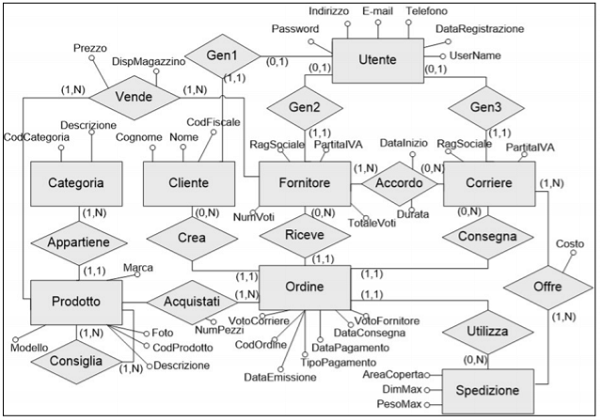 Indirizzo E-mail Telefono
Password DataRegistrazione
Prezzo Gen1 (0,1) Utente UserName
DispMagazzino (1,1) (0,1) (0,1)
(1,N) Vende (1,N) Gen2 Gen3
Descrizione CodFiscale (1,1) (1,1)
CodCategoria Cognome Nome RagSociale PartitaIVA DataInizio RagSociale PartitaIVA
Categoria Cliente Fornitore (1,N) Accordo (0,N) Corriere (1,N)
(1,N) (0,N) NumVoti (0,N) TotaleVoti Durata (0,N)
Appartiene Crea Riceve Consegna Costo
(1,1) Marca (1,1) (1,1) (1,1) Offre
Prodotto (1,N) Acquistati (1,N) Ordine (1,1)
NumPezzi VotoCorriere VotoFornitore (1,N)
Modello (1,N) Foto CodOrdine DataConsegna Utilizza
CodProdotto DataPagamento
Consiglia (1,N) Descrizione TipoPagamento (0,N)
DataEmissione AreaCoperta
DimMax Spedizione
PesoMax